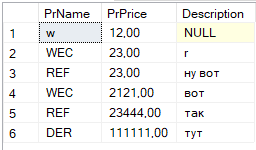 PrName PrPrice Description
1 w 12,00 NULL
2 WEC 23,00 r
3 REF 23,00 ну вот
4 WEC 2121,00 вот
5 REF 23444,00 так
6 DER 111111,00 тут